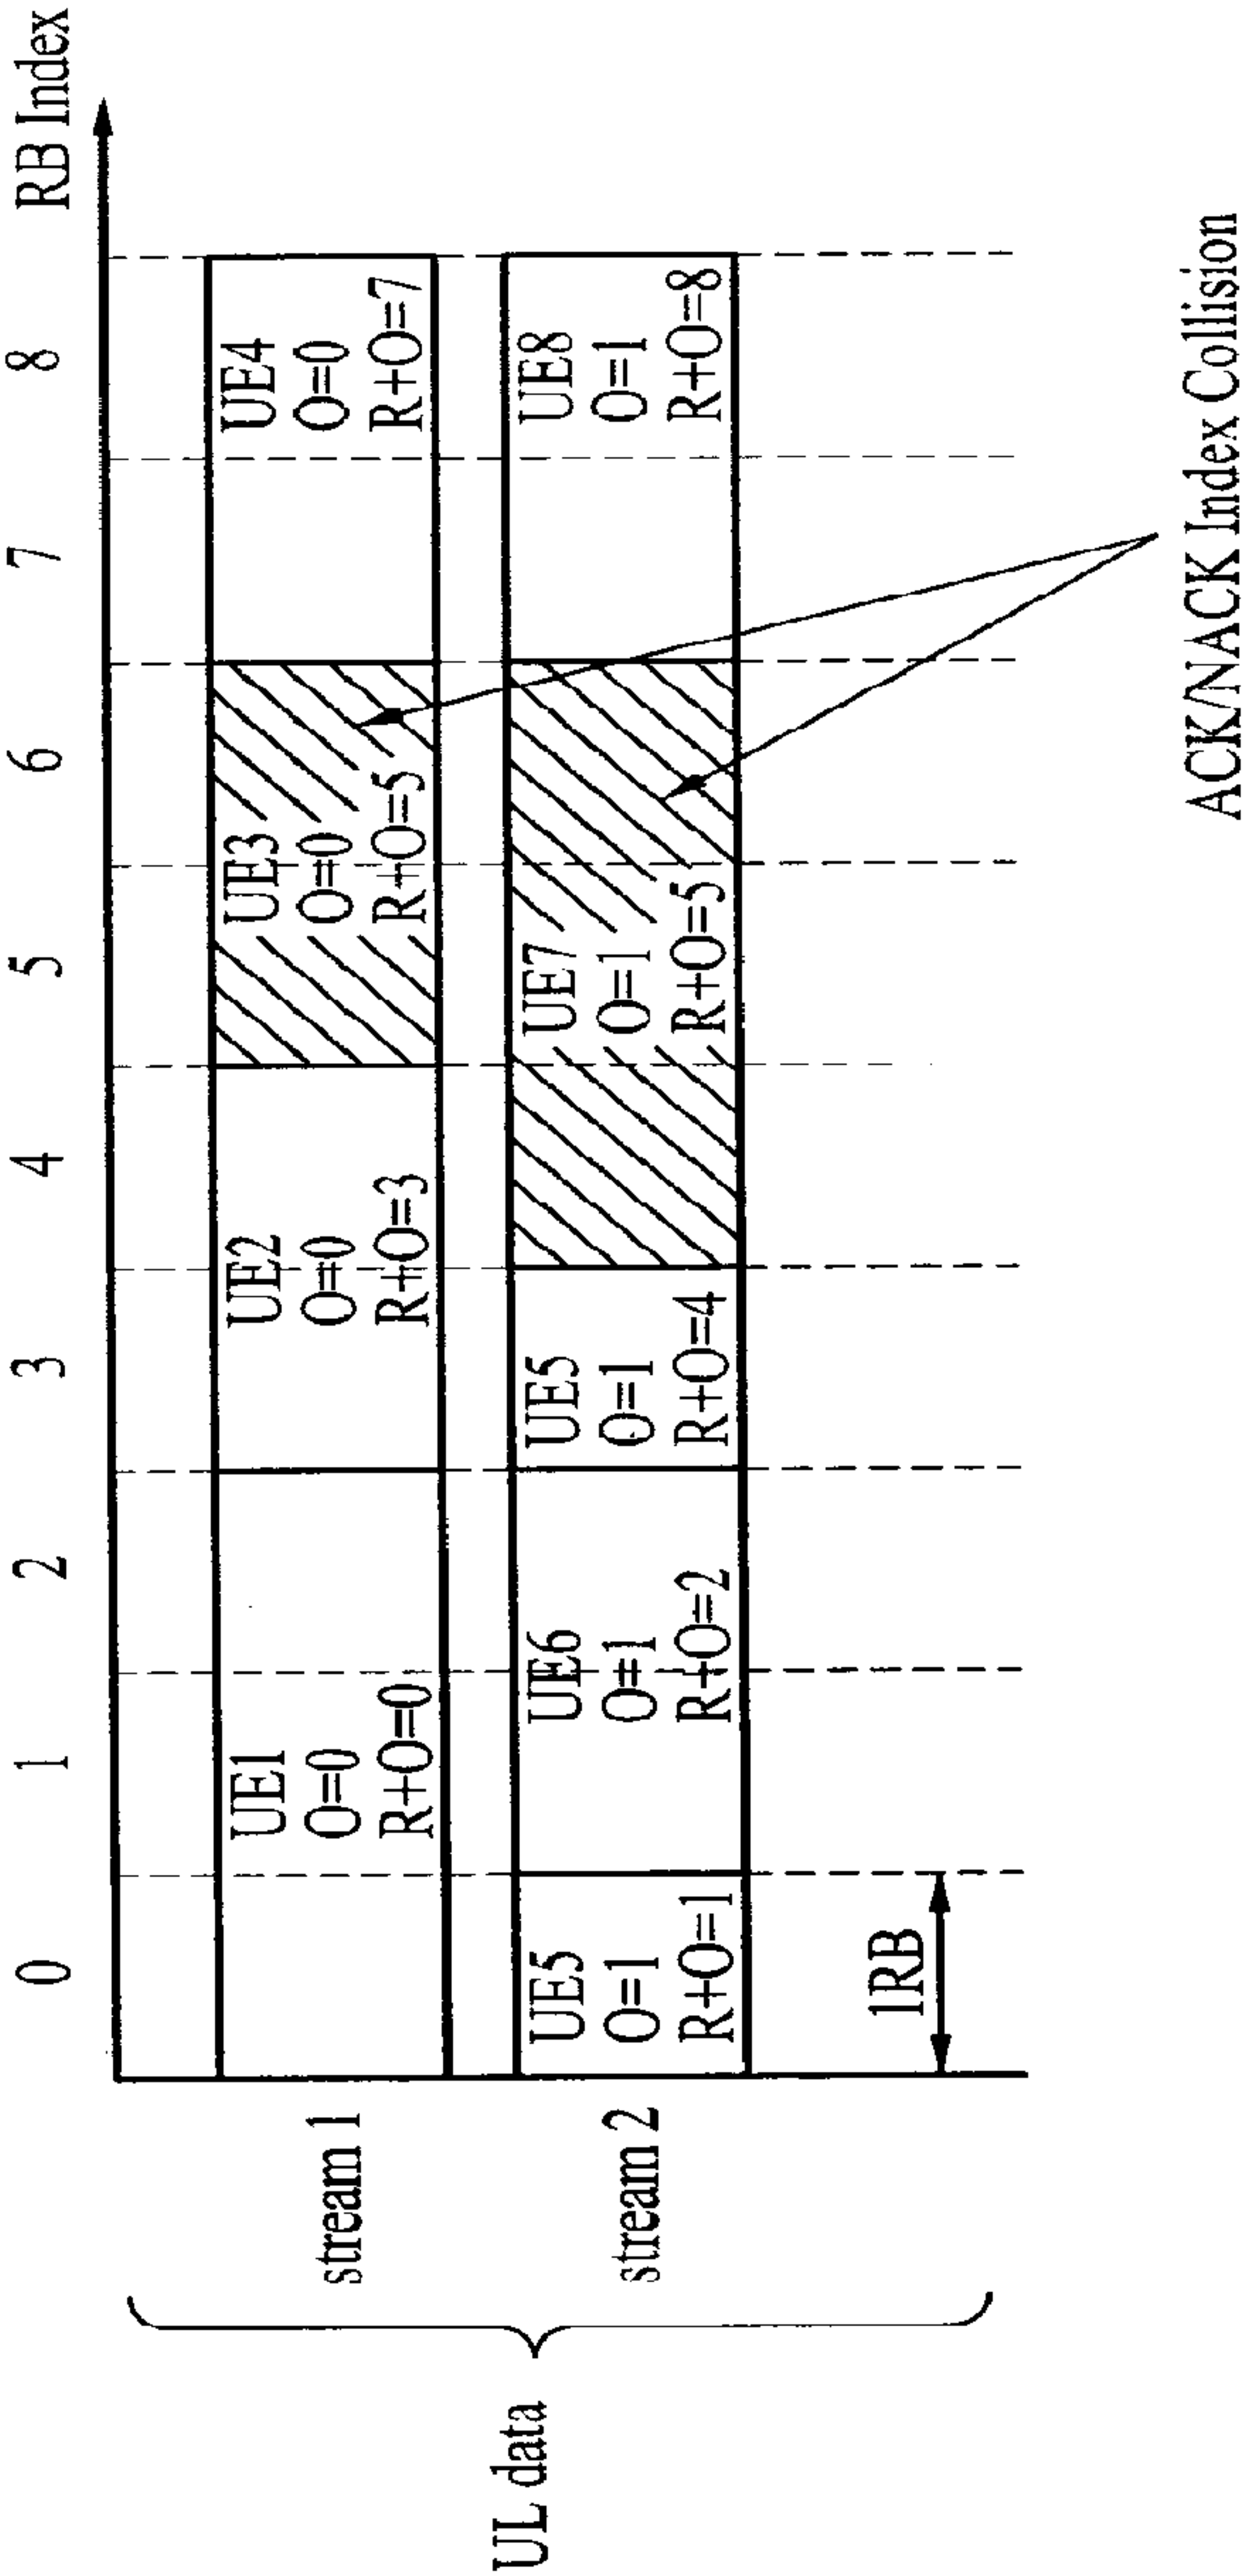 RB Index
0 1 2 3 4 5 6 7 8
UL data
stream 1
UE1
O=0
R+O=0
UE2
O=0
R+O=3
UE3
O=0
R+O=5
UE4
O=0
R+O=7
stream 2
UE5
O=1
R+O=1
UE6
O=1
R+O=2
UE5
O=1
R+O=4
UE7
O=1
R+O=5
UE8
O=1
R+O=8
1RB
ACK/NACK Index Collision